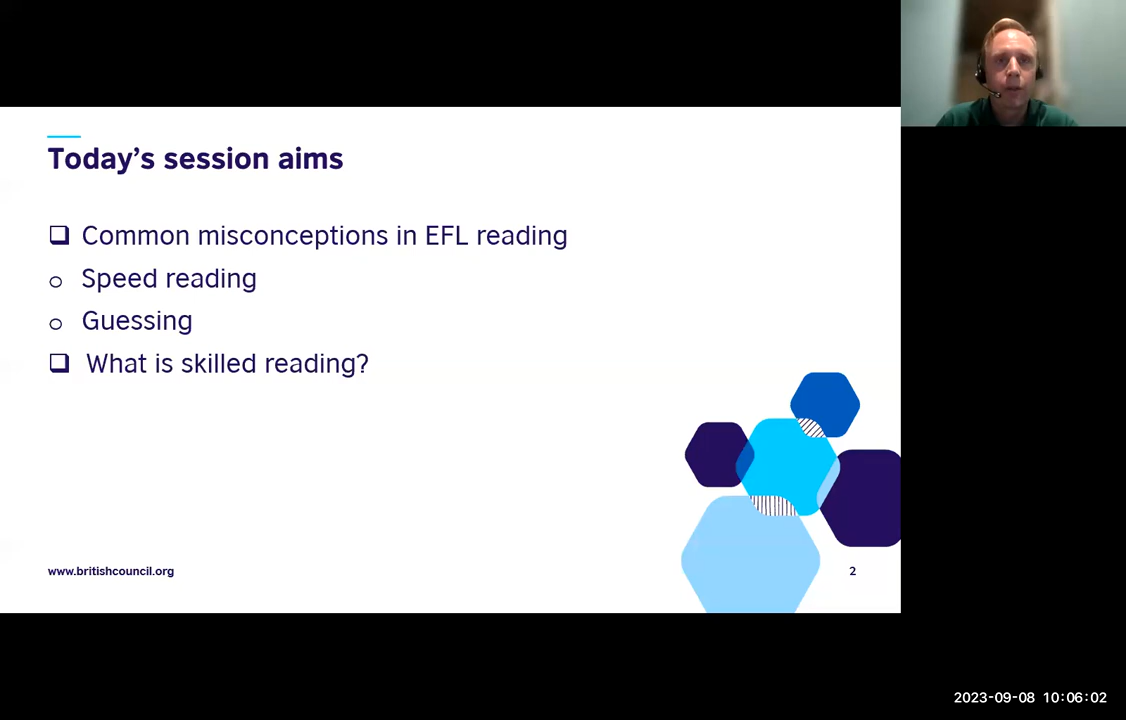 Today’s session aims
❑ Common misconceptions in EFL reading
o Speed reading
o Guessing
❑ What is skilled reading?
www.britishcouncil.org
2
2023-09-08 10:06:02